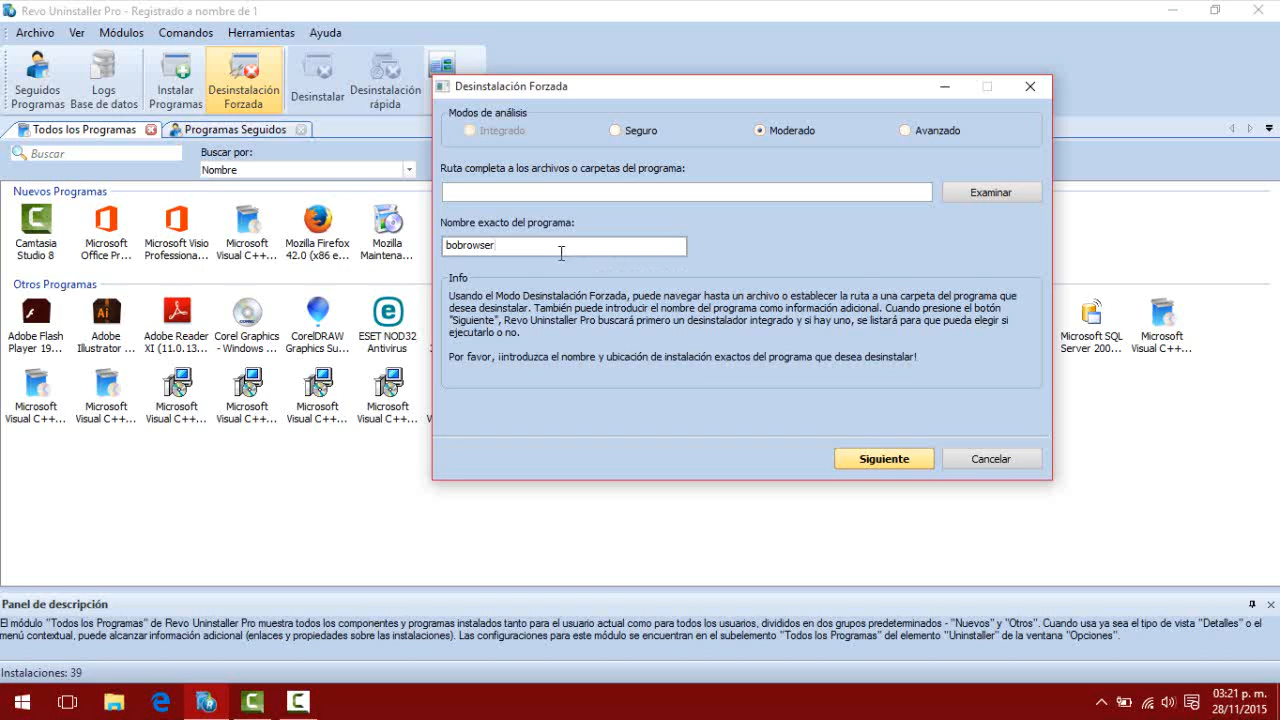 Revo Uninstaller Pro - Registrado a nombre de 1
Archivo Ver Módulos Comandos Herramientas Ayuda
Seguidos Programas
Logs Base de datos
Instalar Programas
Desinstalación Forzada
Desinstalar
Desinstalación rápida
Todos los Programas
Programas Seguidos
Buscar
Buscar por:
Nombre
Nuevos Programas
Camtasia Studio 8
Microsoft Office Pr...
Microsoft Visio Professiona...
Microsoft Visual C++...
Mozilla Firefox 42.0 (x86 e...
Mozilla Maintena...
Otros Programas
Adobe Flash Player 19...
Adobe Illustrator ...
Adobe Reader XI (11.0.13...
Corel Graphics - Windows ...
CorelDRAW Graphics Su...
ESET NOD32 Antivirus
Microsoft SQL Server 200...
Microsoft Visual C++...
Microsoft Visual C++...
Microsoft Visual C++...
Microsoft Visual C++...
Microsoft Visual C++...
Microsoft Visual C++...
Microsoft Visual C++...
Desinstalación Forzada
Modos de análisis
Integrado Seguro Moderado Avanzado
Ruta completa a los archivos o carpetas del programa:
Examinar
Nombre exacto del programa:
bobrowser
Info
Usando el Modo Desinstalación Forzada, puede navegar hasta un archivo o establecer la ruta a una carpeta del programa que
desea desinstalar. También puede introducir el nombre del programa como información adicional. Cuando presione el botón
"Siguiente", Revo Uninstaller Pro buscará primero un desinstalador integrado y si hay uno, se listará para que pueda elegir si
ejecutarlo o no.
Por favor, ¡introduzca el nombre y ubicación de instalación exactos del programa que desea desinstalar!
Siguiente Cancelar
Panel de descripción
El módulo "Todos los Programas" de Revo Uninstaller Pro muestra todos los componentes y programas instalados tanto para el usuario actual como para todos los usuarios, divididos en dos grupos predeterminados - "Nuevos" y "Otros". Cuando usa ya sea el tipo de vista "Detalles" o el
menú contextual, puede alcanzar información adicional (enlaces y propiedades sobre las instalaciones). Las configuraciones para este módulo se encuentran en el subelemento "Todos los Programas" del elemento "Uninstaller" de la ventana "Opciones".
Instalaciones: 39
03:21 p. m.
28/11/2015